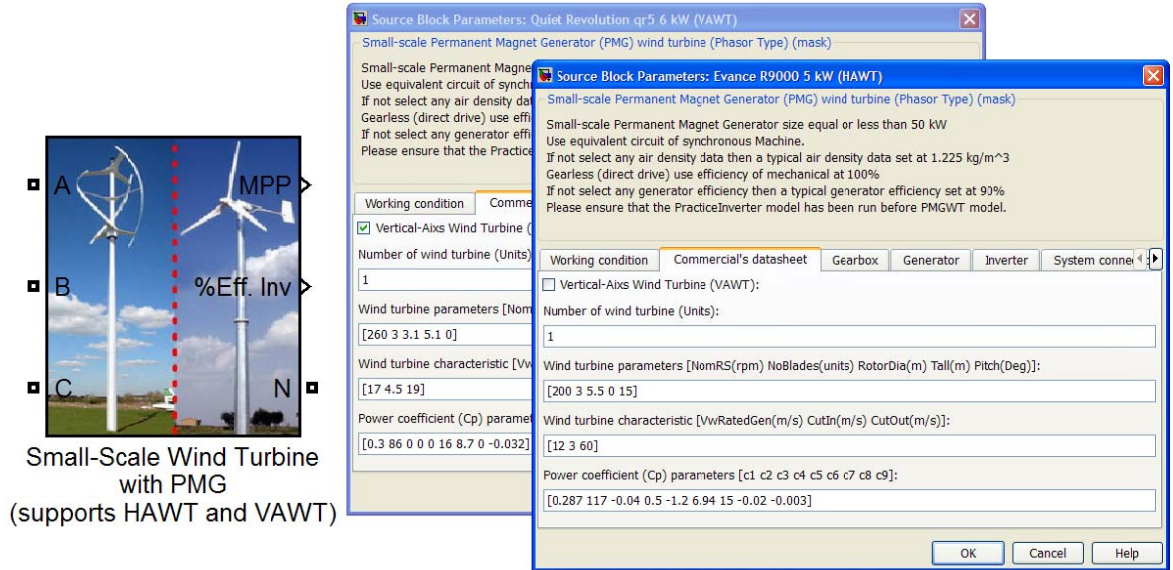 A
B
C
MPP
%Eff. Inv
N
Small-Scale Wind Turbine
with PMG
(supports HAWT and VAWT)
Source Block Parameters: Quiet Revolution qr5 6 kW (VAWT)
Small-scale Permanent Magnet Generator (PMG) wind turbine (Phasor Type) (mask)
Small-scale Permanent Magne
Use equivalent circuit of synchr
If not select any air density dat
Gearless (direct drive) use effi
If not select any generator effi
Please ensure that the Practice
Working condition Comme
Vertical-Aixs Wind Turbine (
Number of wind turbine (Units)
1
Wind turbine parameters [Nom
[260 3 3.1 5.1 0]
Wind turbine characteristic [Vw
[17 4.5 19]
Power coefficient (Cp) paramet
[0.3 86 0 0 0 16 8.7 0 -0.032]
Source Block Parameters: Evance R9000 5 kW (HAWT)
Small-scale Permanent Magnet Generator (PMG) wind turbine (Phasor Type) (mask)
Small-scale Permanent Magnet Generator size equal or less than 50 kW
Use equivalent circuit of synchronous Machine.
If not select any air density data then a typical air density data set at 1.225 kg/m^3
Gearless (direct drive) use efficiency of mechanical at 100%
If not select any generator efficiency then a typical generator efficiency set at 90%
Please ensure that the PracticeInverter model has been run before PMGWT model.
Working condition Commercial's datasheet Gearbox Generator Inverter System connec
Vertical-Aixs Wind Turbine (VAWT):
Number of wind turbine (Units):
1
Wind turbine parameters [NomRS(rpm) NoBlades(units) RotorDia(m) Tall(m) Pitch(Deg)]:
[200 3 5.5 0 15]
Wind turbine characteristic [VwRatedGen(m/s) CutIn(m/s) CutOut(m/s)]:
[12 3 60]
Power coefficient (Cp) parameters [c1 c2 c3 c4 c5 c6 c7 c8 c9]:
[0.287 117 -0.04 0.5 -1.2 6.94 15 -0.02 -0.003]
OK Cancel Help